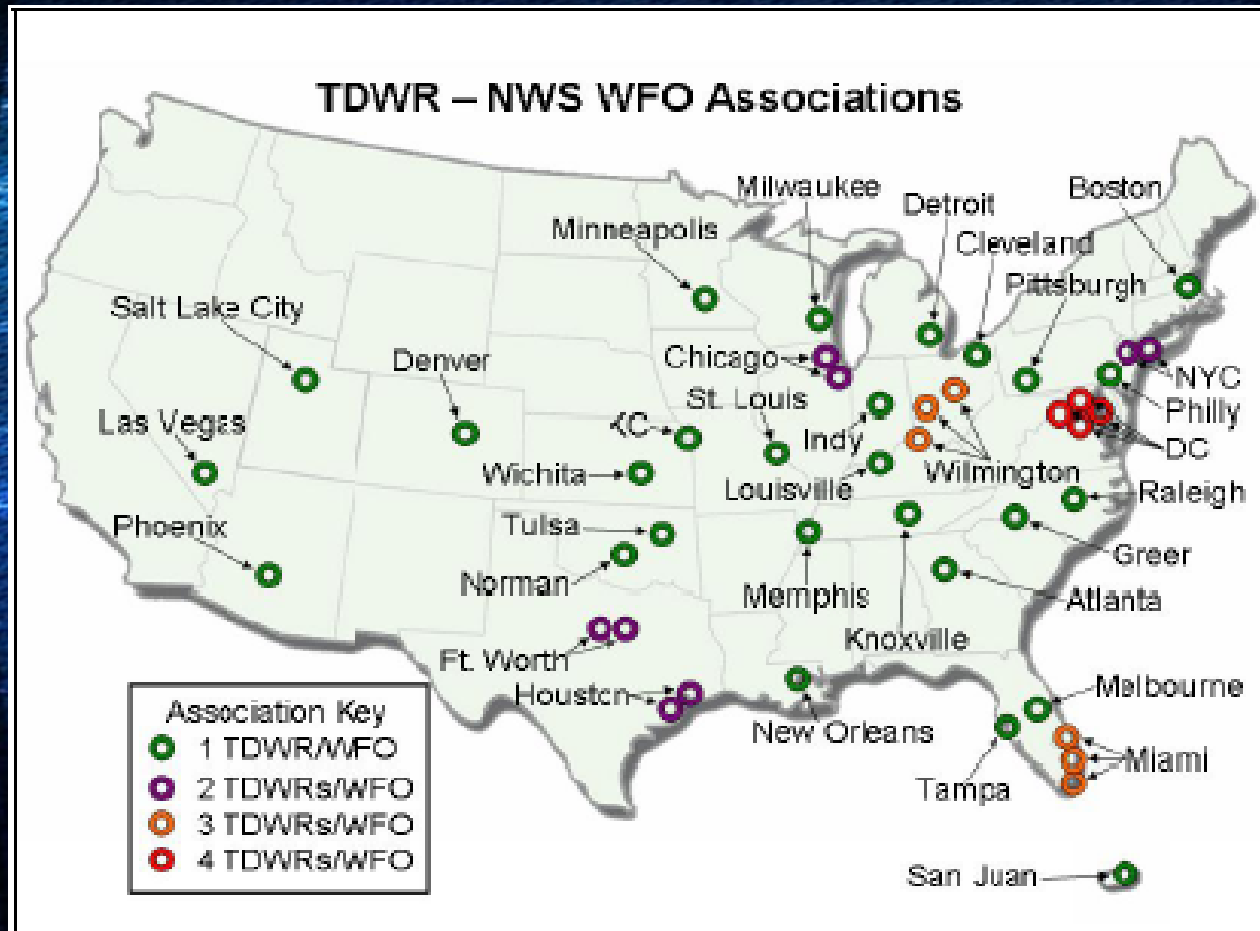 TDWR – NWS WFO Associations
Milwaukee
Boston
Detroit
Minneapolis
Cleveland
Pittsburgh
Salt Lake City
Denver
Chicago
NYC
St. Louis
Philly
Las Vegas
KC
Indy
DC
Wichita
Wilmington
Louisville
Raleigh
Phoenix
Tulsa
Greer
Norman
Memphis
Atlanta
Knoxville
Ft. Worth
Houston
Melbourne
New Orleans
Miami
Tampa
San Juan
Association Key
1 TDWR/WFO
2 TDWRs/WFO
3 TDWRs/WFO
4 TDWRs/WFO